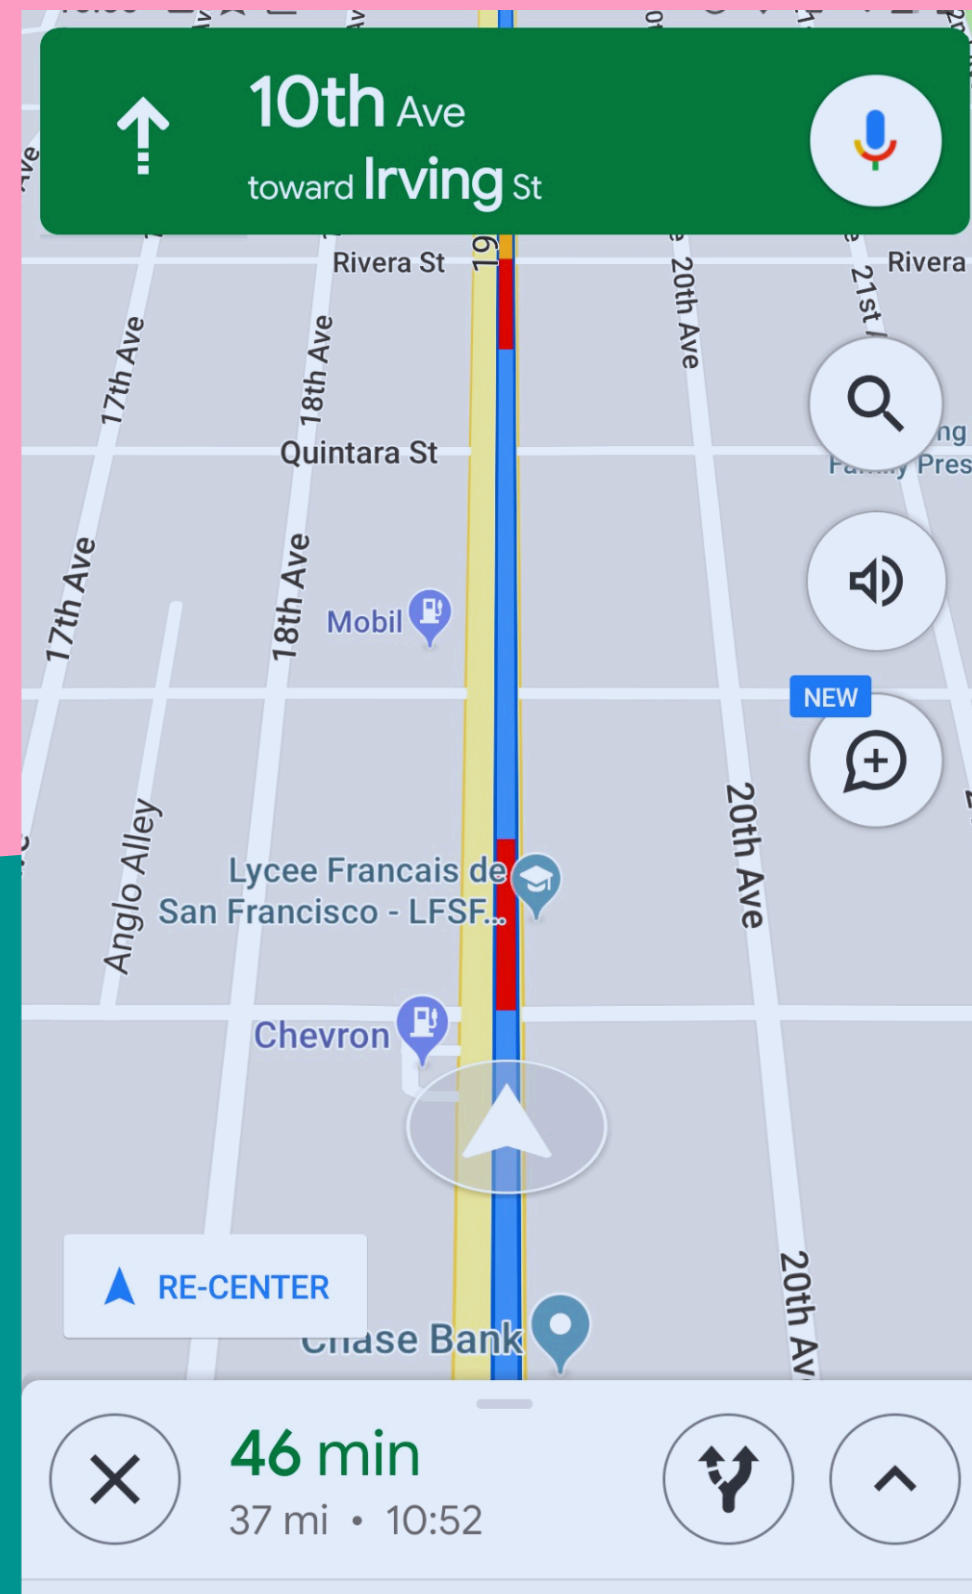 10th Ave
toward Irving St
19
Rivera St
20th Ave
21st
Rivera
17th Ave
18th Ave
Quintara St
Pres
17th Ave
18th Ave
Mobil
NEW
Anglo Alley
20th Ave
Lycee Francais de
San Francisco - LFSF...
Chevron
RE-CENTER
20th Av
Chase Bank
46 min
37 mi • 10:52